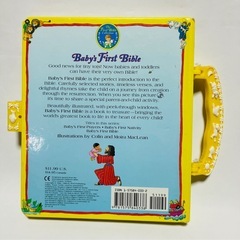 Baby's First Bible
Good news for tiny tots! Now babies and toddlers
can have their very own Bible!
Baby's First Bible is the perfect introduction to the
Bible. Carefully selected stories, timeless verses, and
delightful rhymes take the child on a journey from creation
through the resurrection. When you see this picture
it's time to share a special parent-and-child activity.
Beautifully illustrated, with punch-through windows,
Baby's First Bible is a book to treasure — bringing the
world's greatest book to life in the heart of every child!
Titles in this series:
Baby's First Prayers • Baby's First Nativity
Baby's First Bible
Illustrations by Colin and Moira MacLean